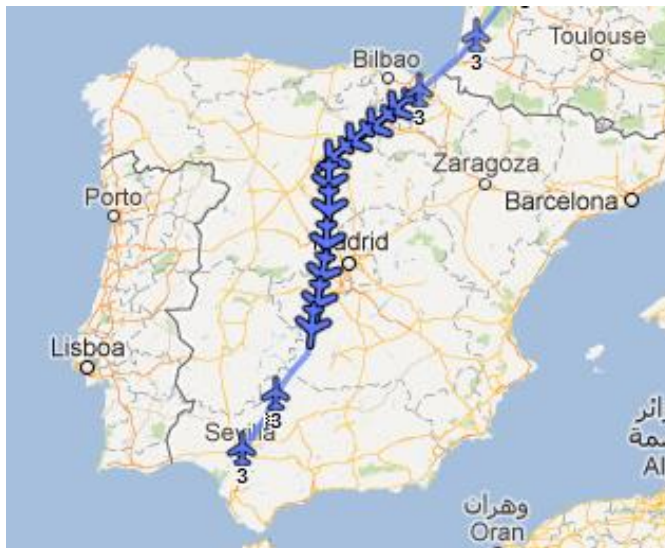 Bilbao
Toulouse
3
3
Zaragoza
Porto
Barcelona
Madrid
Lisboa
3
Sevilla
3
وهران
Oran